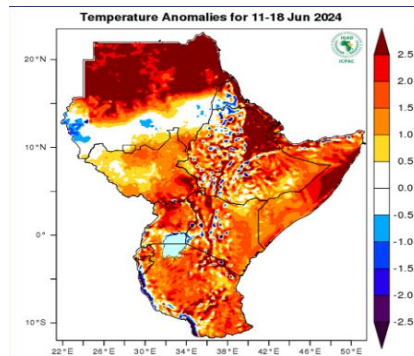 Temperature Anomalies for 11-18 Jun 2024
IGAD
ICPAC
20°N
10°N
0°
10°S
22°E 26°E 30°E 34°E 38°E 42°E 46°E 50°E
2.5
2.0
1.5
1.0
0.5
0.0
-0.5
-1.0
-1.5
-2.0
-2.5